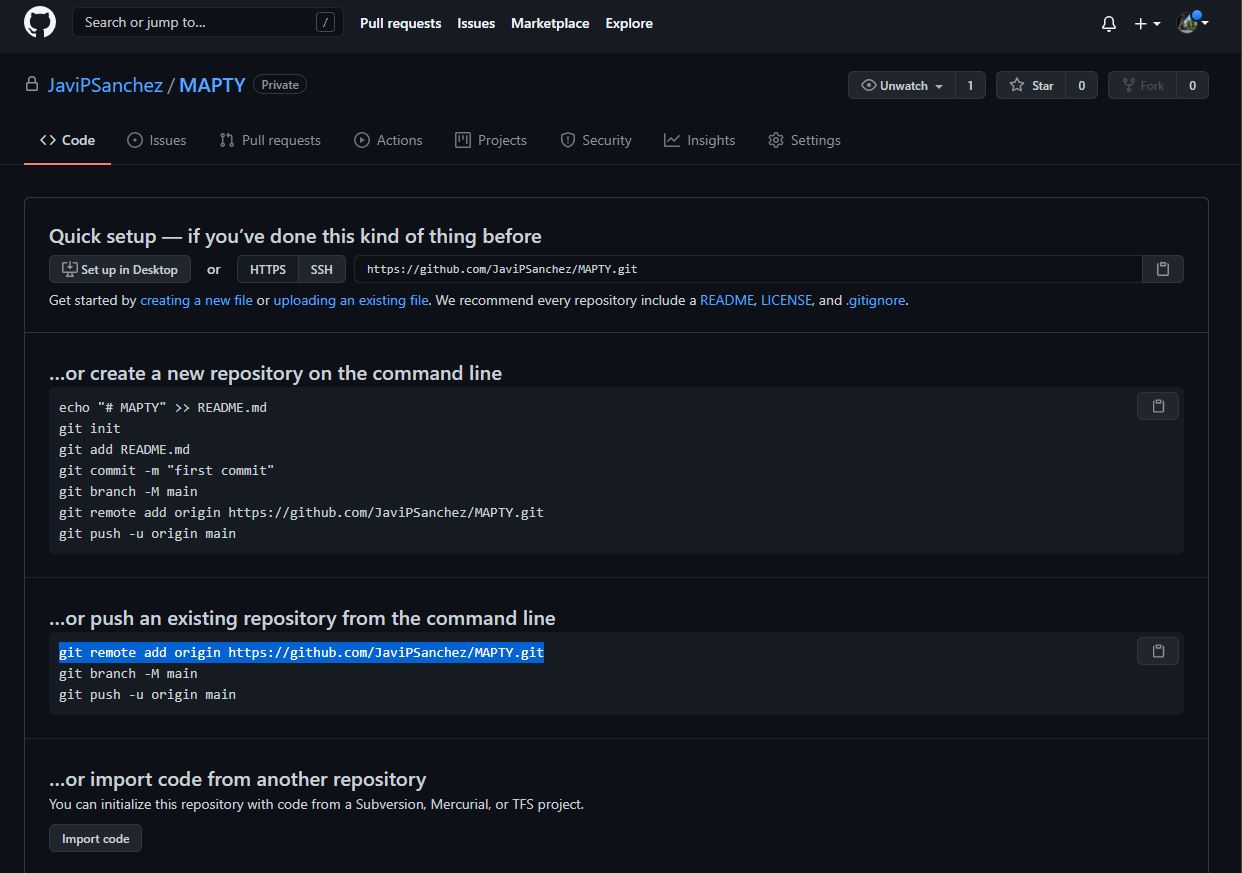 Search or jump to... /
Pull requests Issues Marketplace Explore
JaviPSanchez / MAPTY Private
Unwatch 1 Star 0 Fork 0
Code Issues Pull requests Actions Projects Security Insights Settings
Quick setup — if you’ve done this kind of thing before
Set up in Desktop or HTTPS SSH https://github.com/JaviPSanchez/MAPTY.git
Get started by creating a new file or uploading an existing file. We recommend every repository include a README, LICENSE, and .gitignore.
…or create a new repository on the command line
echo "# MAPTY" >> README.md
git init
git add README.md
git commit -m "first commit"
git branch -M main
git remote add origin https://github.com/JaviPSanchez/MAPTY.git
git push -u origin main
…or push an existing repository from the command line
git remote add origin https://github.com/JaviPSanchez/MAPTY.git
git branch -M main
git push -u origin main
…or import code from another repository
You can initialize this repository with code from a Subversion, Mercurial, or TFS project.
Import code